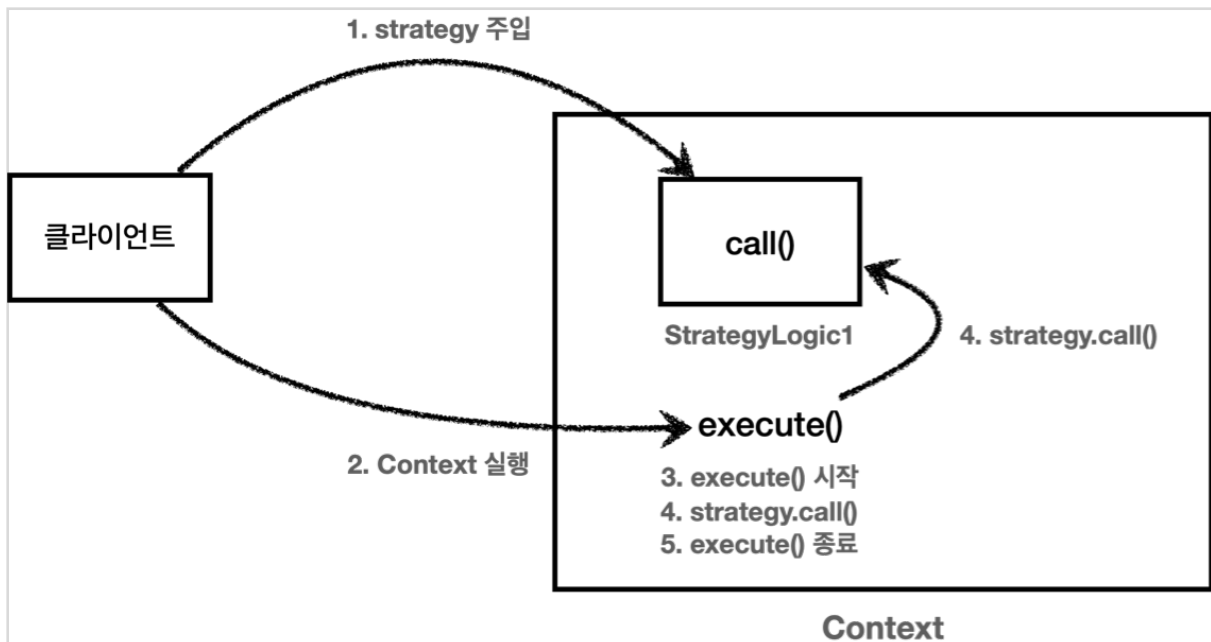 1. strategy 주입
클라이언트
call()
StrategyLogic1
4. strategy.call()
execute()
2. Context 실행
3. execute() 시작
4. strategy.call()
5. execute() 종료
Context